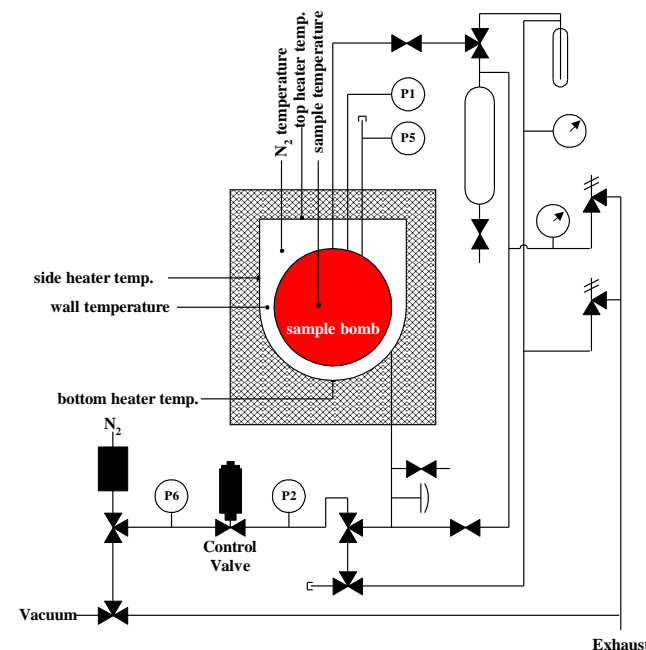 N2 temperature
top heater temp.
sample temperature
P1
P5
side heater temp.
wall temperature
sample bomb
bottom heater temp.
N2
P6
P2
Control
Valve
Vacuum
Exhaust